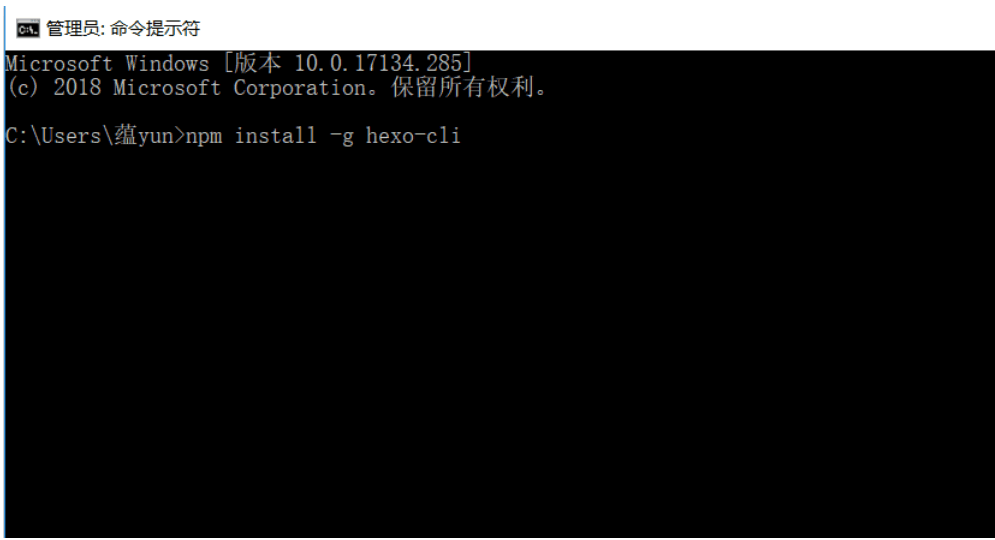 管理员: 命令提示符
Microsoft Windows [版本 10.0.17134.285]
(c) 2018 Microsoft Corporation。保留所有权利。
C:\Users\蕴yun>npm install -g hexo-cli